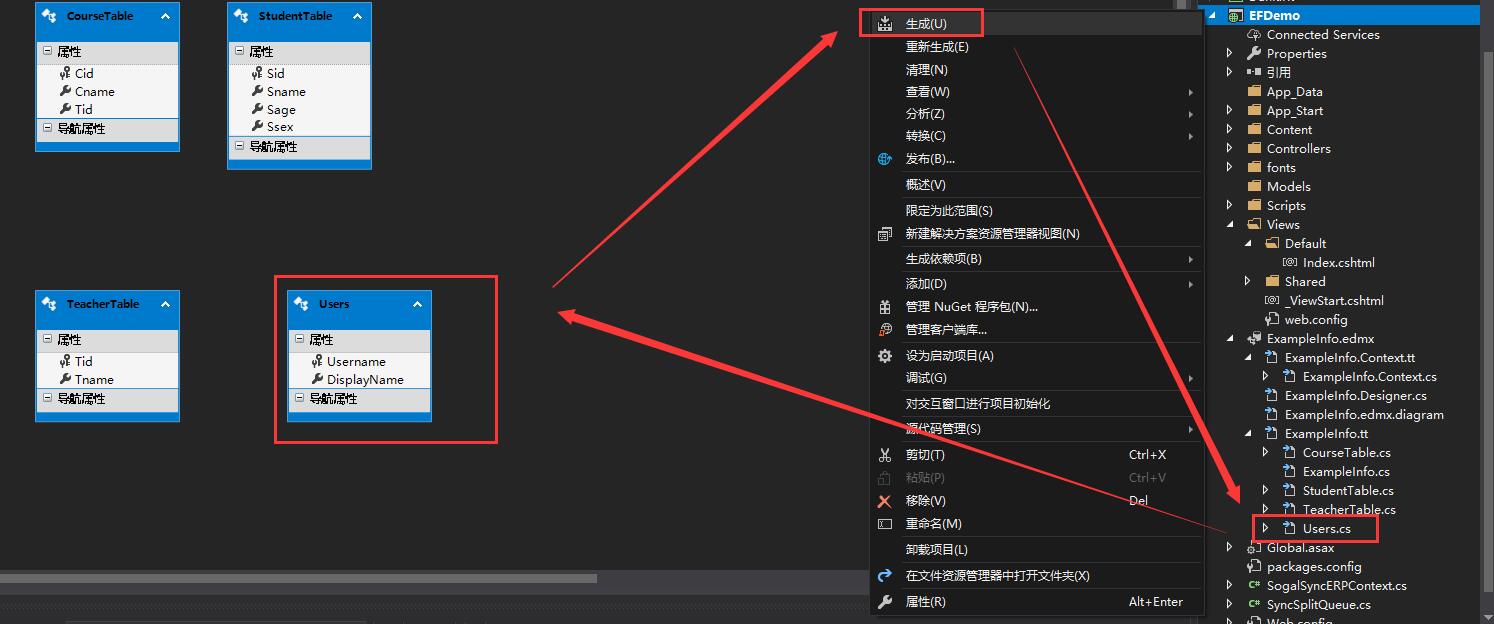 CourseTable
属性
Cid
Cname
Tid
导航属性
StudentTable
属性
Sid
Sname
Sage
Ssex
导航属性
TeacherTable
属性
Tid
Tname
导航属性
Users
属性
Username
DisplayName
导航属性
生成(U)
重新生成(E)
清理(N)
查看(W)
分析(Z)
转换(C)
发布(B)...
概述(V)
限定为此范围(S)
新建解决方案资源管理器视图(N)
生成依赖项(B)
添加(D)
管理 NuGet 程序包(N)...
管理客户端库...
设为启动项目(A)
调试(G)
对交互窗口进行项目初始化
源代码管理(S)
剪切(T) Ctrl+X
粘贴(P) Ctrl+V
移除(V) Del
重命名(M)
卸载项目(L)
在文件资源管理器中打开文件夹(X)
属性(R) Alt+Enter
EFDemo
Connected Services
Properties
引用
App_Data
App_Start
Content
Controllers
fonts
Models
Scripts
Views
Default
Index.cshtml
Shared
_ViewStart.cshtml
web.config
ExampleInfo.edmx
ExampleInfo.Context.tt
ExampleInfo.Context.cs
ExampleInfo.Designer.cs
ExampleInfo.edmx.diagram
ExampleInfo.tt
CourseTable.cs
ExampleInfo.cs
StudentTable.cs
TeacherTable.cs
Users.cs
Global.asax
packages.config
SogalSyncERPContext.cs
SyncSplitQueue.cs
Web.config